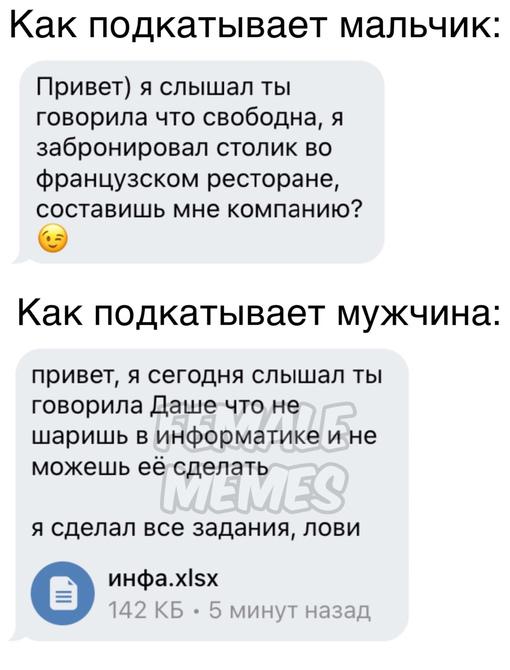 Как подкатывает мальчик:
Привет) я слышал ты
говорила что свободна, я
забронировал столик во
французском ресторане,
составишь мне компанию?
😉
Как подкатывает мужчина:
привет, я сегодня слышал ты
говорила Даше что не
шаришь в информатике и не
можешь её сделать
FEMALE
MEMES
я сделал все задания, лови
инфа.xlsx
142 КБ • 5 минут назад